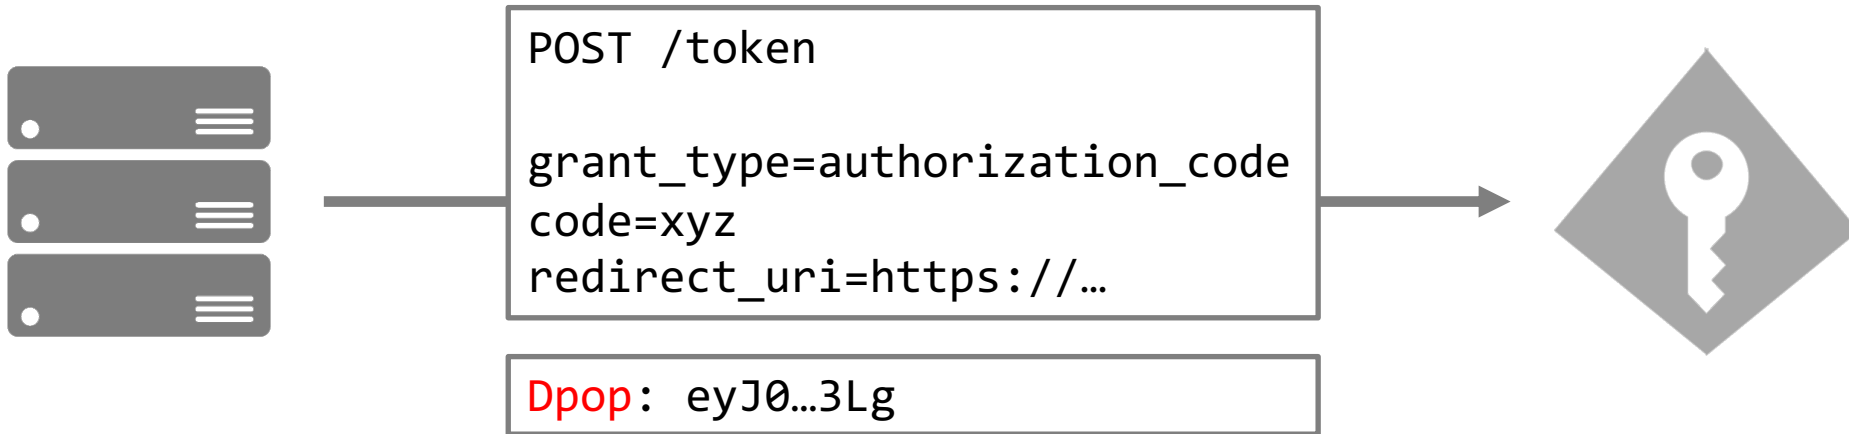 POST /token
grant_type=authorization_code
code=xyz
redirect_uri=https://…
Dpop: eyJ0…3Lg